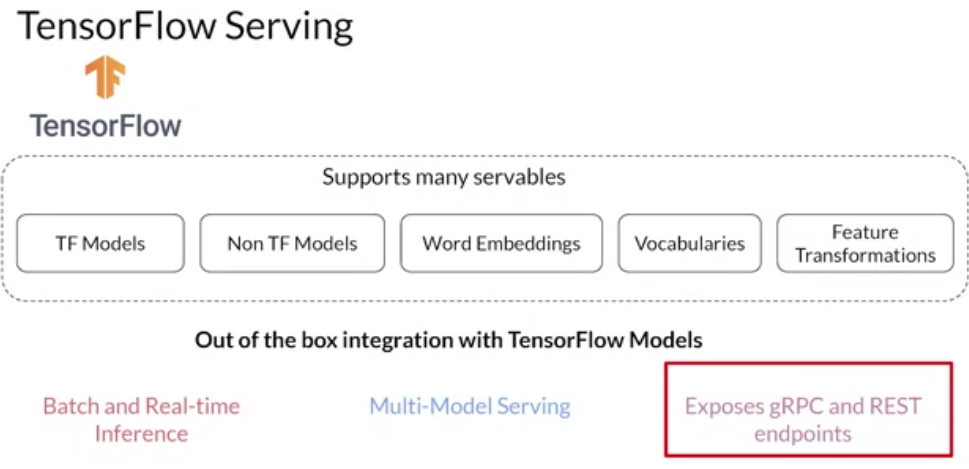 TensorFlow Serving
TensorFlow
Supports many servables
TF Models
Non TF Models
Word Embeddings
Vocabularies
Feature
Transformations
Out of the box integration with TensorFlow Models
Batch and Real-time
Inference
Multi-Model Serving
Exposes gRPC and REST
endpoints